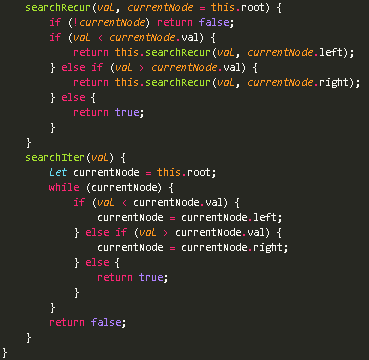 searchRecur(val, currentNode = this.root) {
if (!currentNode) return false;
if (val < currentNode.val) {
return this.searchRecur(val, currentNode.left);
} else if (val > currentNode.val) {
return this.searchRecur(val, currentNode.right);
} else {
return true;
}
}
searchIter(val) {
let currentNode = this.root;
while (currentNode) {
if (val < currentNode.val) {
currentNode = currentNode.left;
} else if (val > currentNode.val) {
currentNode = currentNode.right;
} else {
return true;
}
}
return false;
}
}